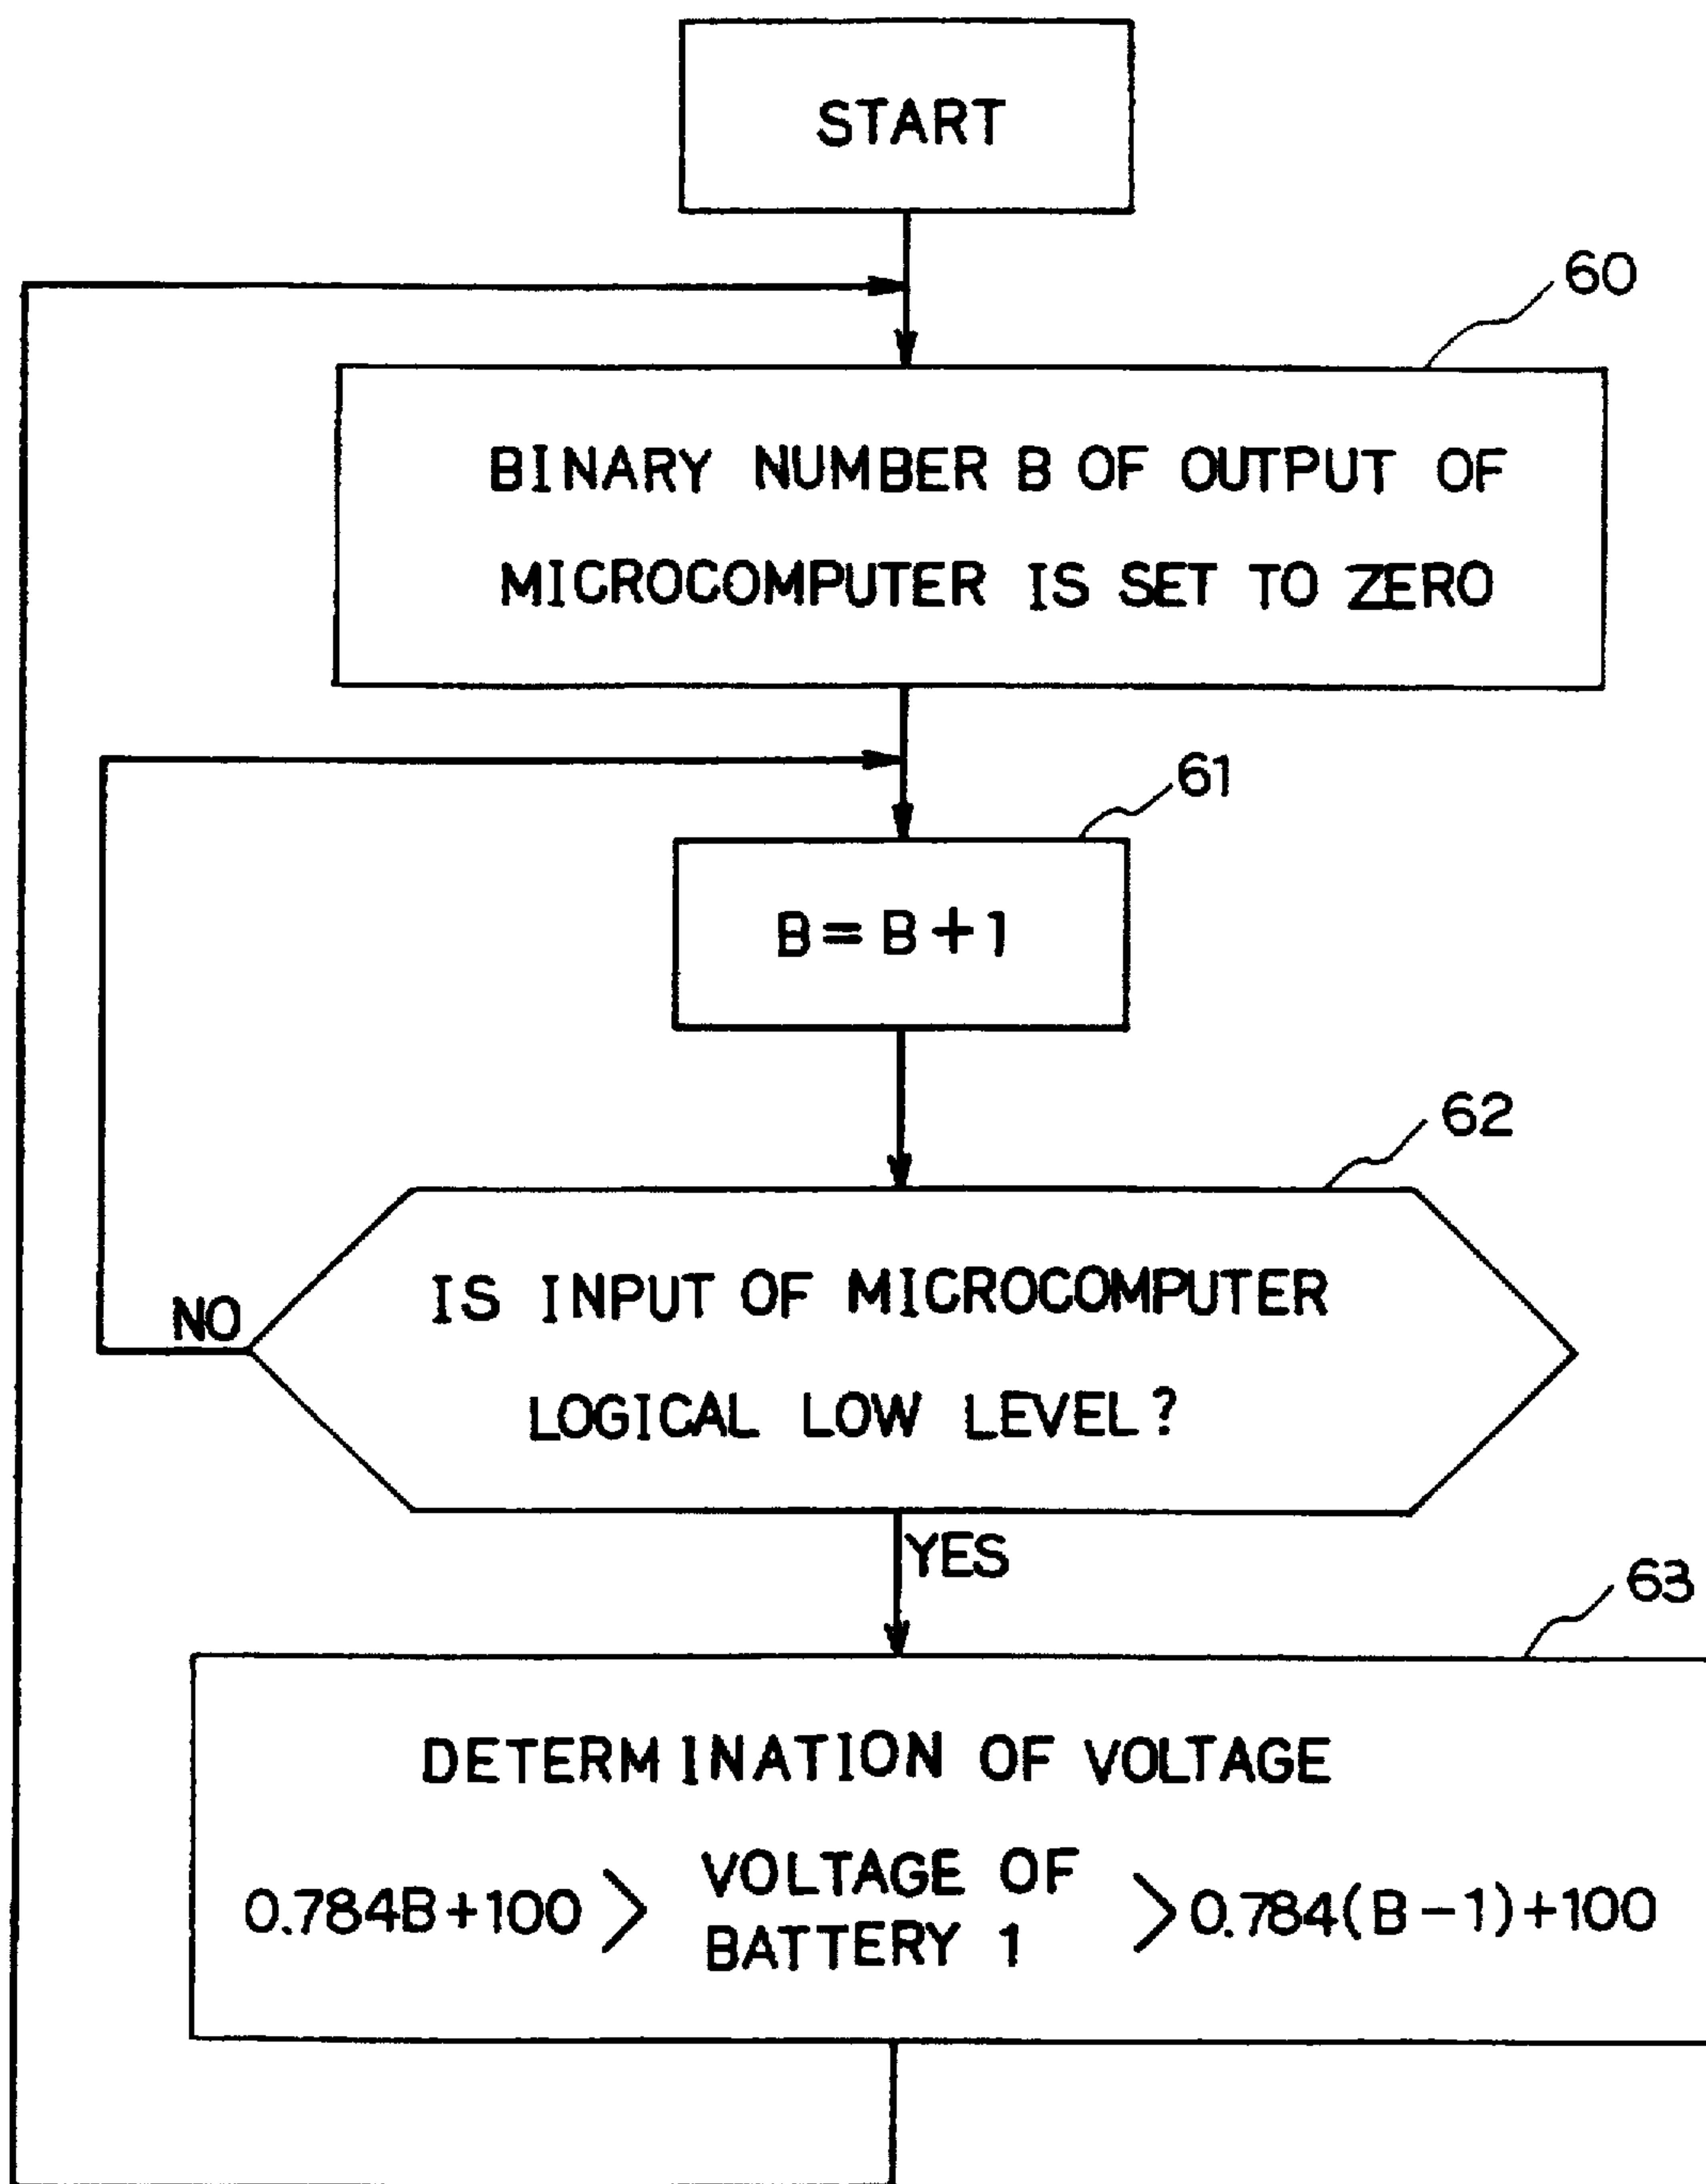 START
60
BINARY NUMBER B OF OUTPUT OF
MICROCOMPUTER IS SET TO ZERO
61
B=B+1
62
IS INPUT OF MICROCOMPUTER
LOGICAL LOW LEVEL?
NO
YES
63
DETERMINATION OF VOLTAGE
0.784B+100 > VOLTAGE OF BATTERY 1 > 0.784(B-1)+100